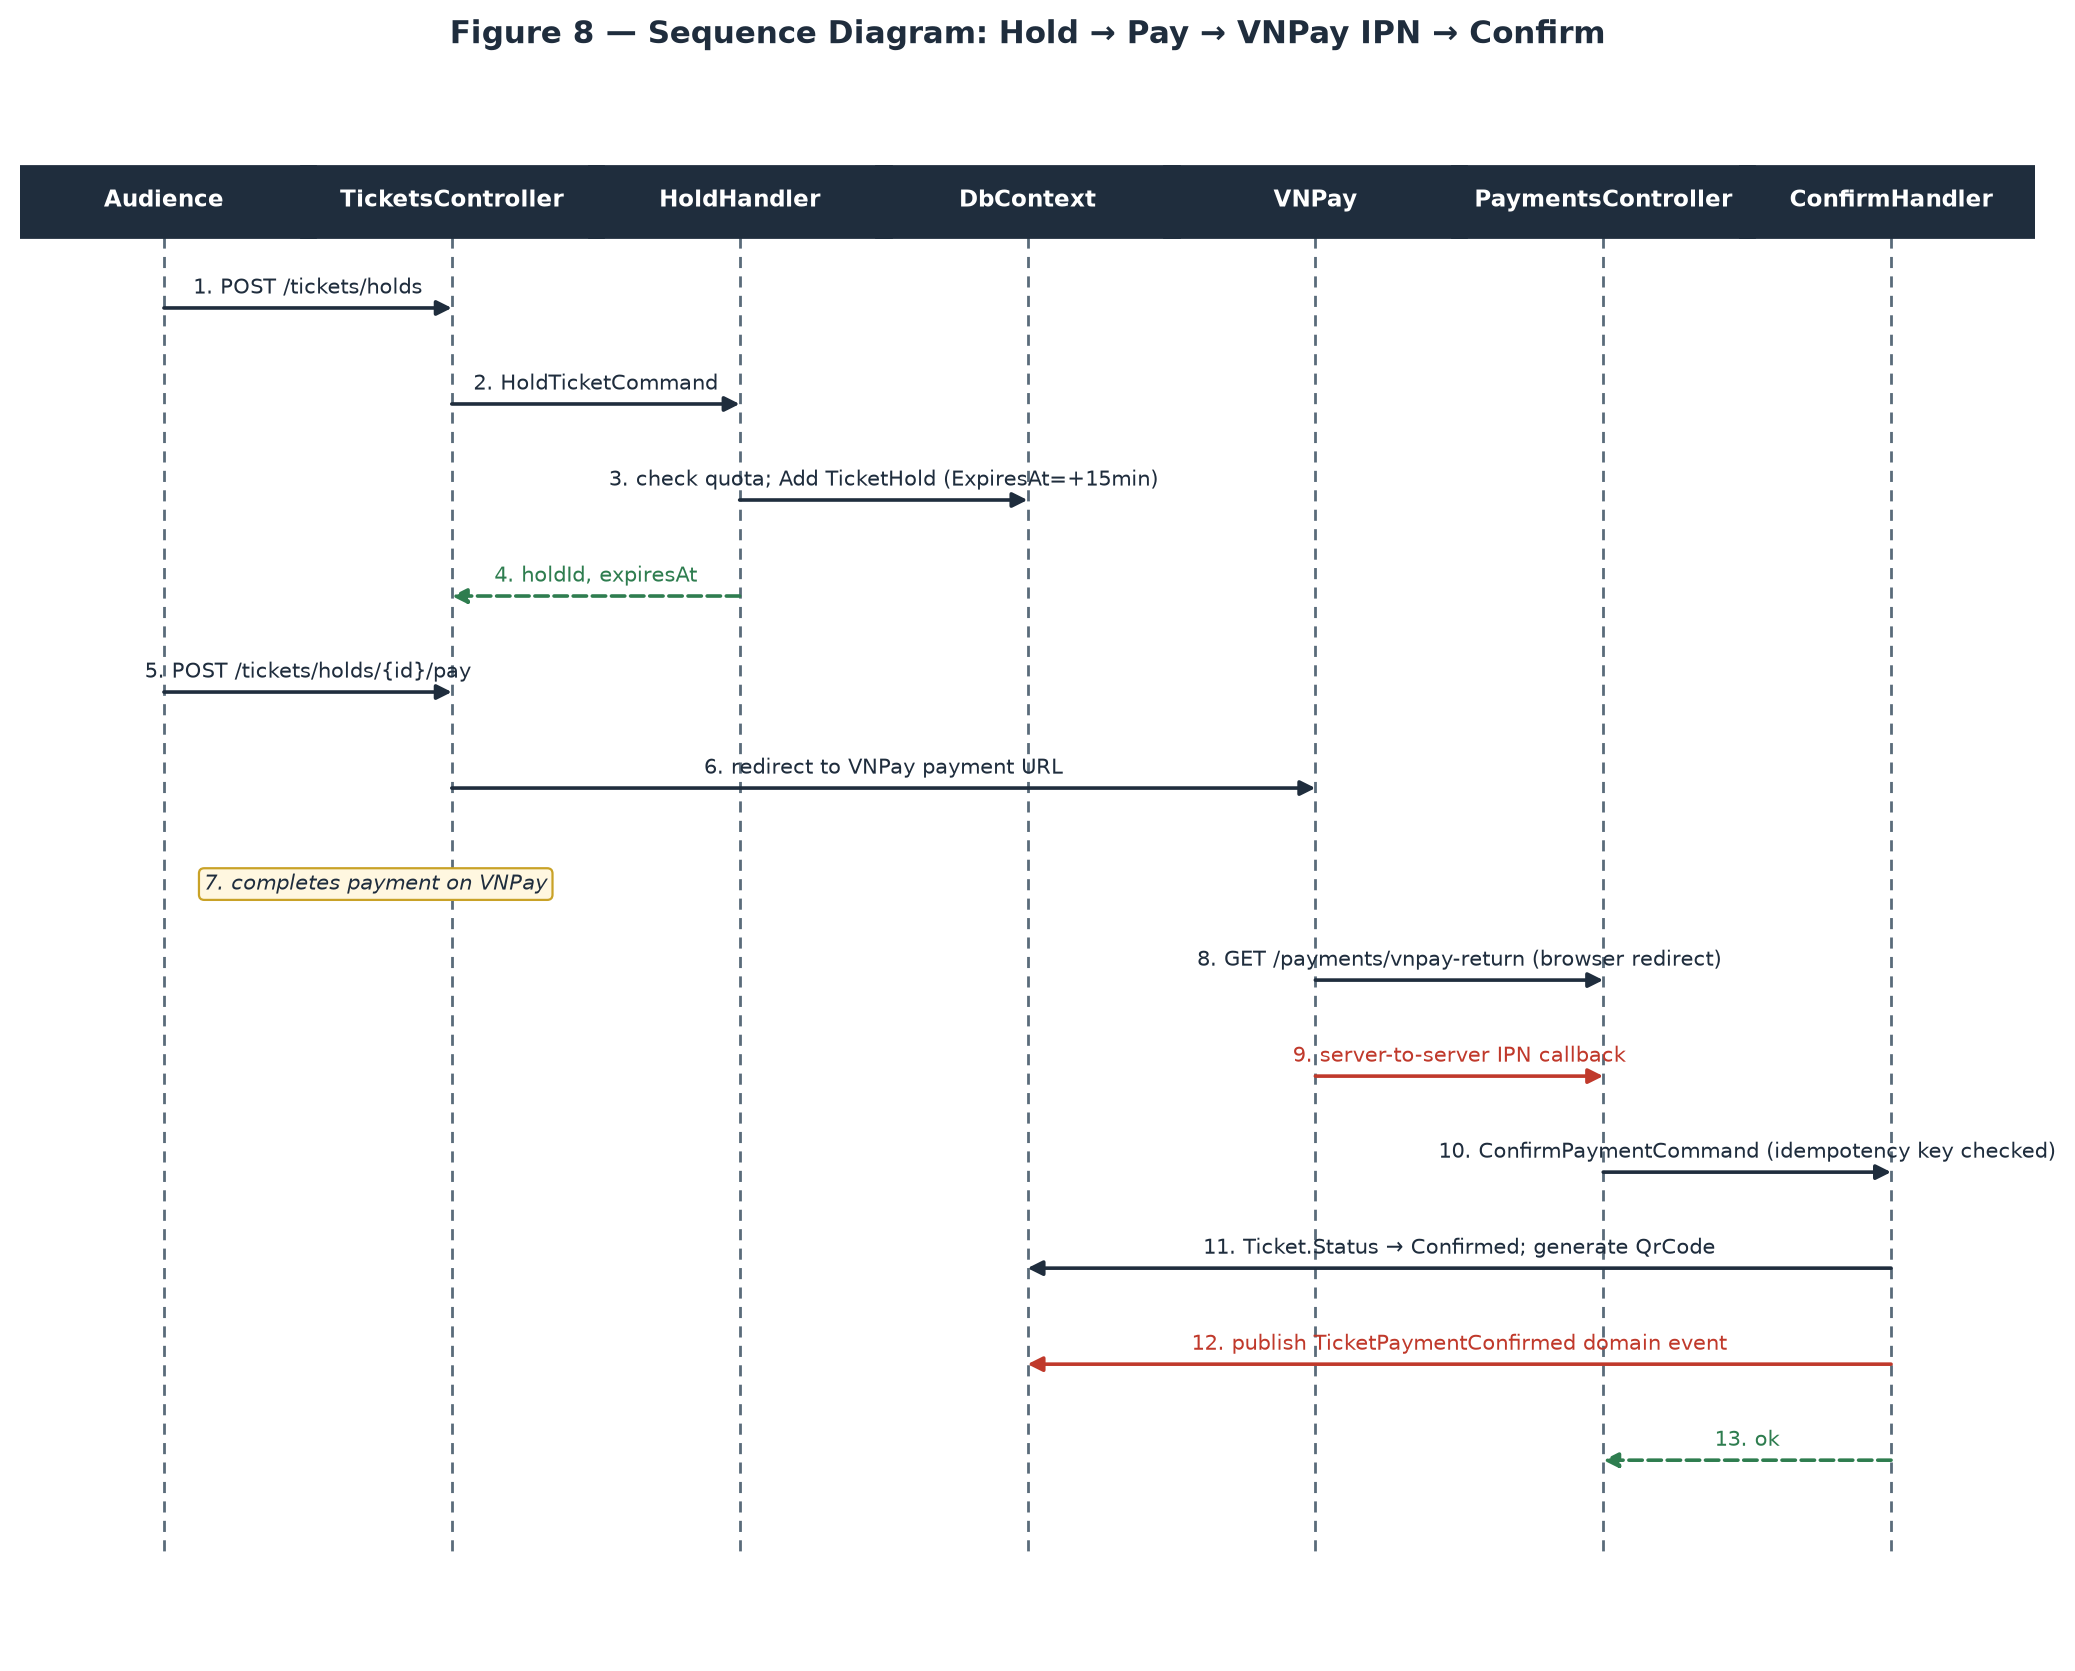 Figure 8 — Sequence Diagram: Hold → Pay → VNPay IPN → Confirm
Audience
TicketsController
HoldHandler
DbContext
VNPay
PaymentsController
ConfirmHandler
1. POST /tickets/holds
2. HoldTicketCommand
3. check quota; Add TicketHold (ExpiresAt=+15min)
4. holdId, expiresAt
5. POST /tickets/holds/{id}/pay
6. redirect to VNPay payment URL
7. completes payment on VNPay
8. GET /payments/vnpay-return (browser redirect)
9. server-to-server IPN callback
10. ConfirmPaymentCommand (idempotency key checked)
11. Ticket.Status → Confirmed; generate QrCode
12. publish TicketPaymentConfirmed domain event
13. ok